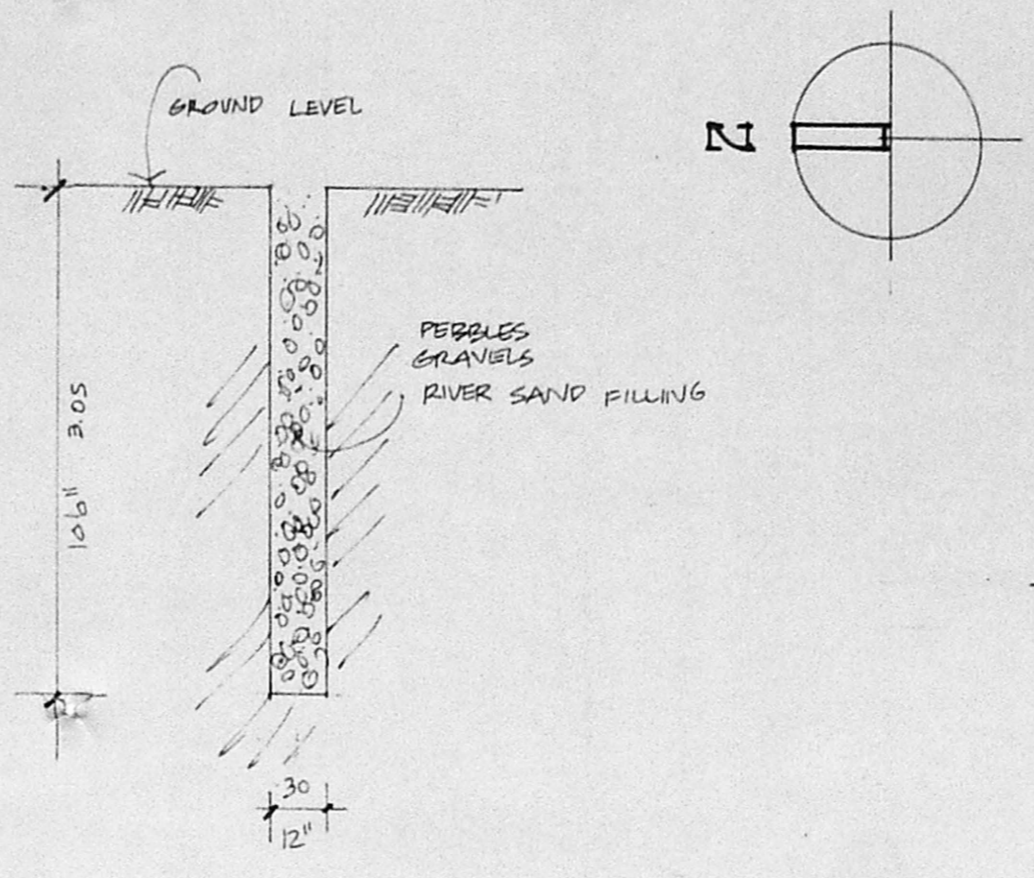 GROUND LEVEL
N
PEBBLES
GRAVELS
RIVER SAND FILLING
10'6" 3.05
.30
12"